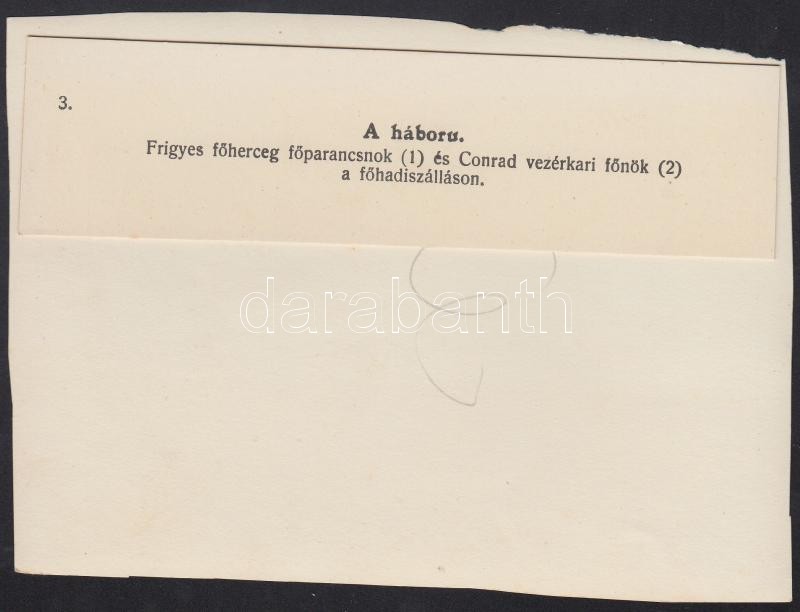 3.
A háboru.
Frigyes főherceg főparancsnok (1) és Conrad vezérkari főnök (2)
a főhadiszálláson.
darabanth